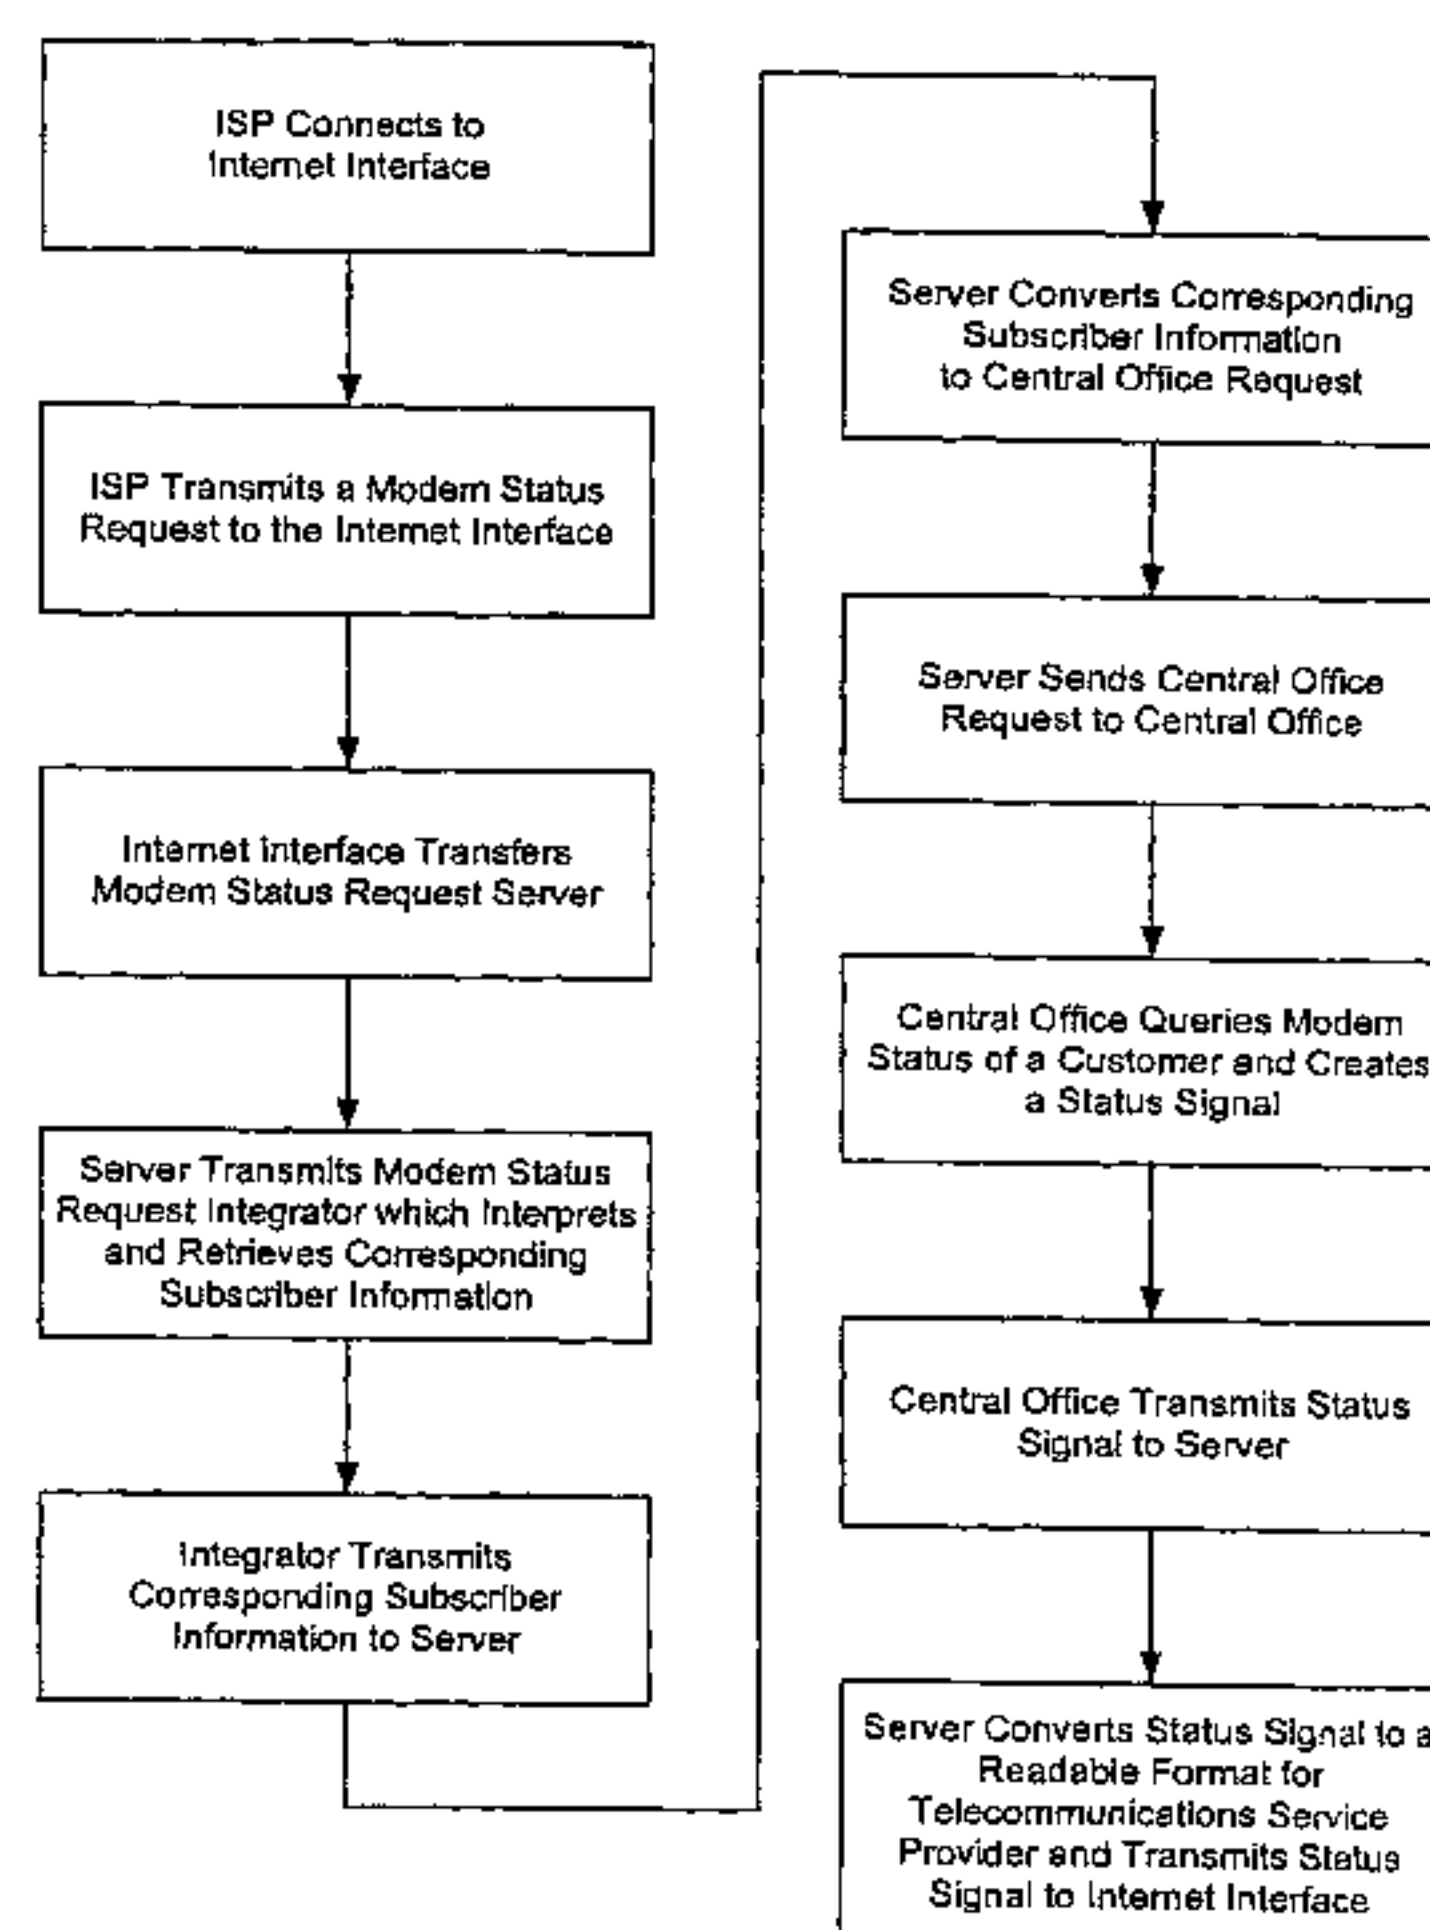 ISP Connects to
Internet Interface
ISP Transmits a Modem Status
Request to the Internet Interface
Internet Interface Transfers
Modem Status Request Server
Server Transmits Modem Status
Request Integrator which Interprets
and Retrieves Corresponding
Subscriber Information
Integrator Transmits
Corresponding Subscriber
Information to Server
Server Converts Corresponding
Subscriber Information
to Central Office Request
Server Sends Central Office
Request to Central Office
Central Office Queries Modem
Status of a Customer and Creates
a Status Signal
Central Office Transmits Status
Signal to Server
Server Converts Status Signal to a
Readable Format for
Telecommunications Service
Provider and Transmits Status
Signal to Internet Interface